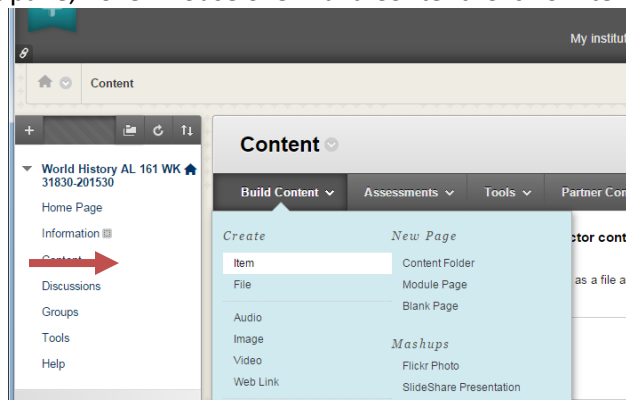 My institut
Content
World History AL 161 WK
31830-201530
Home Page
Information
Content
Discussions
Groups
Tools
Help
Content
Build Content
Assessments
Tools
Partner Con
Create
Item
File
Audio
Image
Video
Web Link
New Page
Content Folder
Module Page
Blank Page
Mashups
Flickr Photo
SlideShare Presentation
ctor cont
as a file a